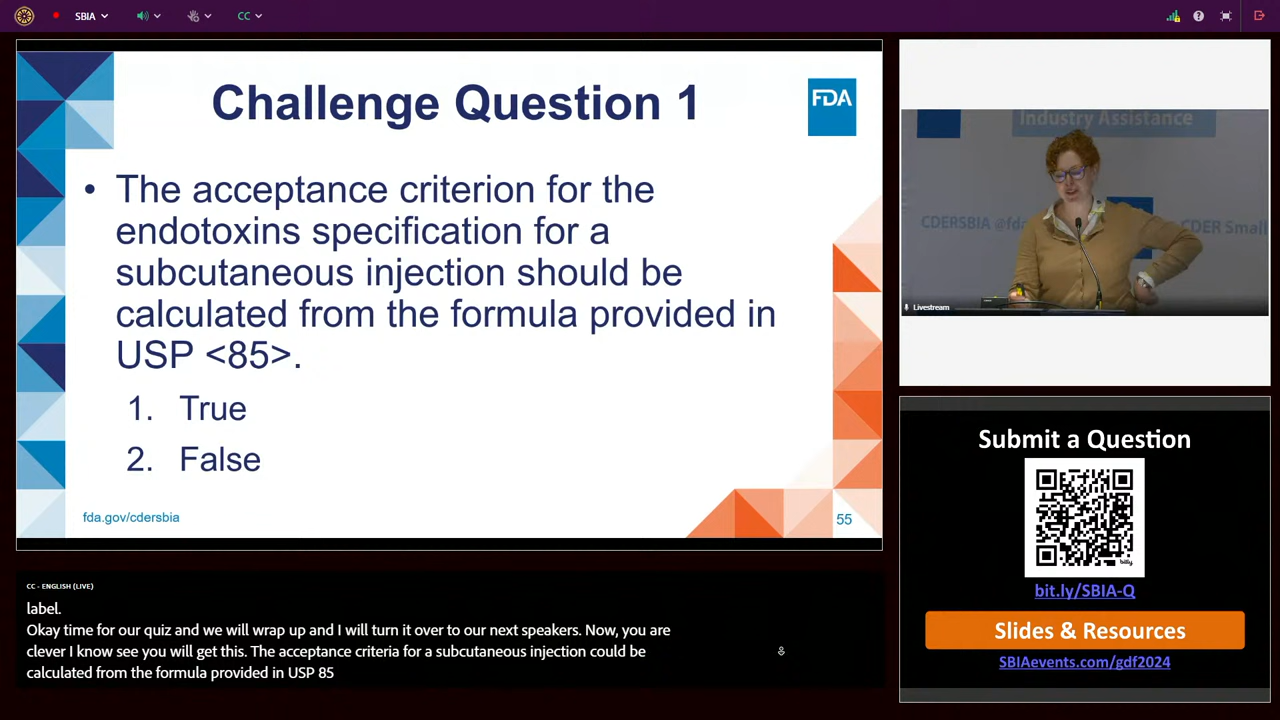 SBIA
CC
Challenge Question 1
FDA
• The acceptance criterion for the
endotoxins specification for a
subcutaneous injection should be
calculated from the formula provided in
USP <85>.
1. True
2. False
fda.gov/cdersbia
55
Industry Assistance
CDERSBIA @fda
CDER Small
Livestream
Submit a Question
bitly
bit.ly/SBIA-Q
Slides & Resources
SBIAevents.com/gdf2024
CC - ENGLISH (LIVE)
label.
Okay time for our quiz and we will wrap up and I will turn it over to our next speakers. Now, you are
clever I know see you will get this. The acceptance criteria for a subcutaneous injection could be
calculated from the formula provided in USP 85